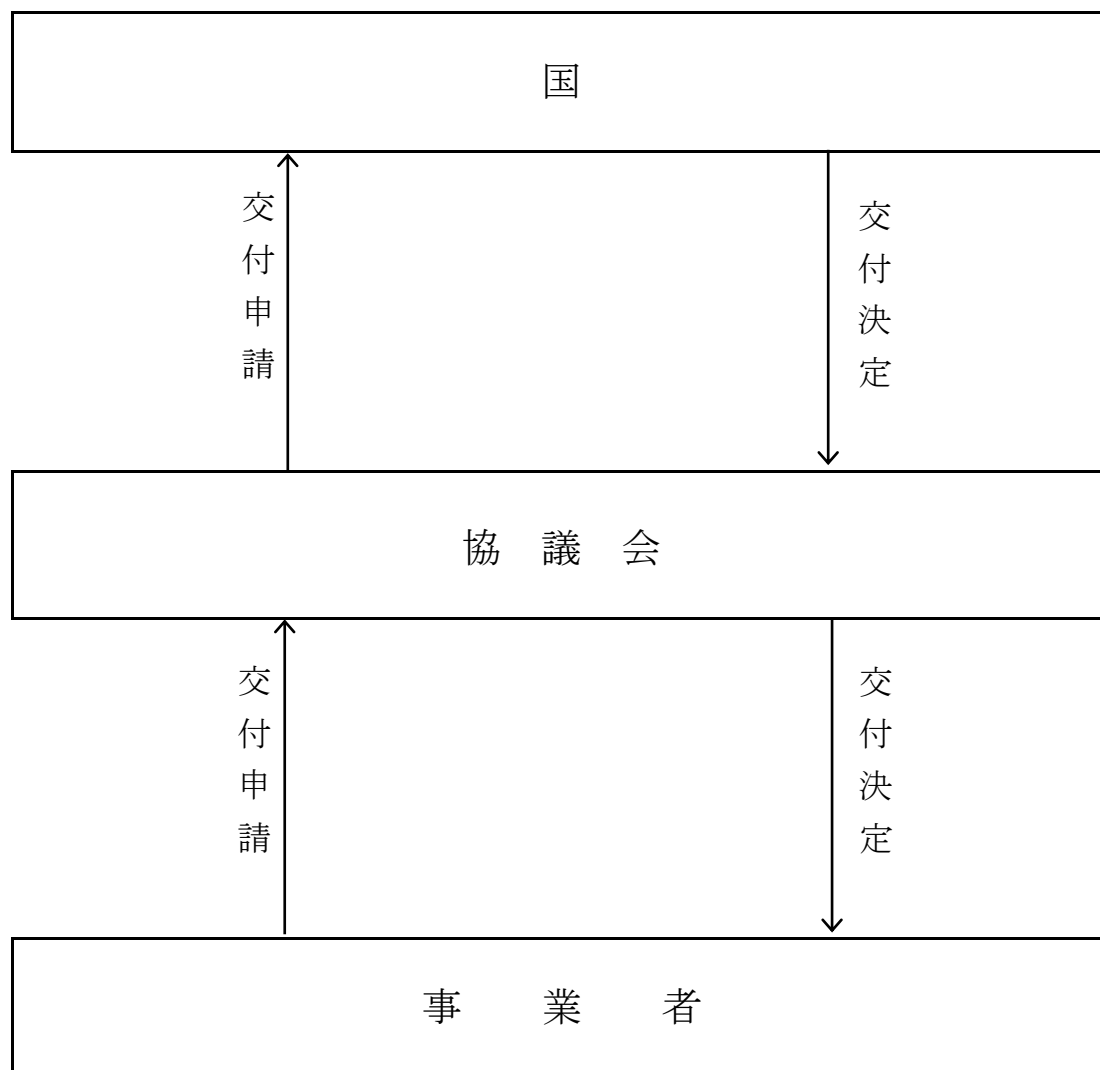 国
交付申請
交付決定
協議会
交付申請
交付決定
事業者